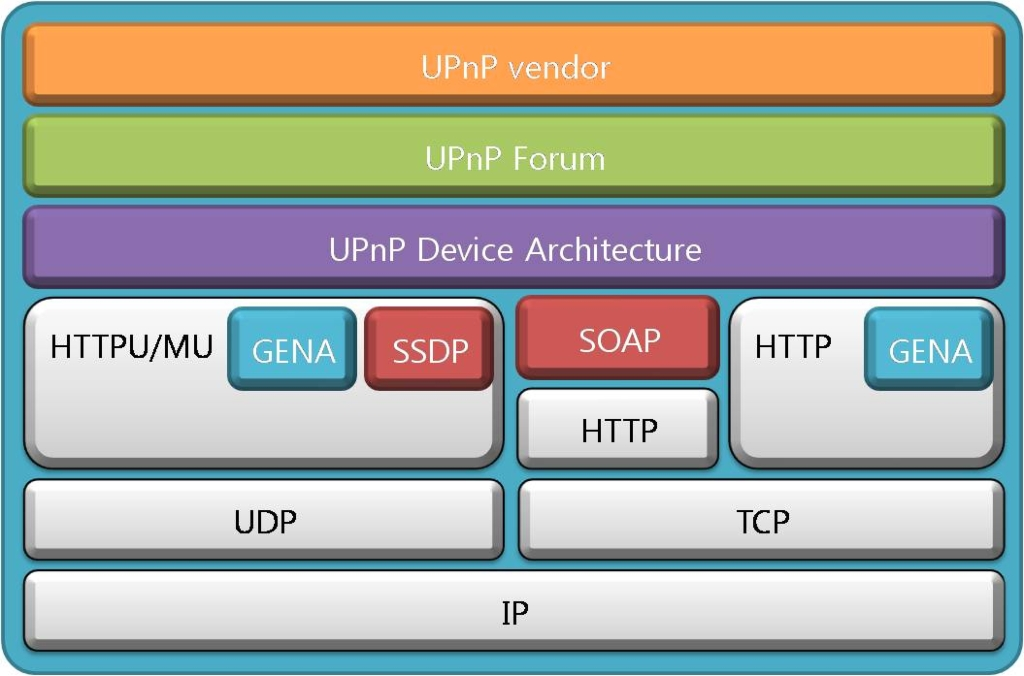 UPnP vendor
UPnP Forum
UPnP Device Architecture
HTTPU/MU
GENA
SSDP
SOAP
HTTP
HTTP
GENA
UDP
TCP
IP